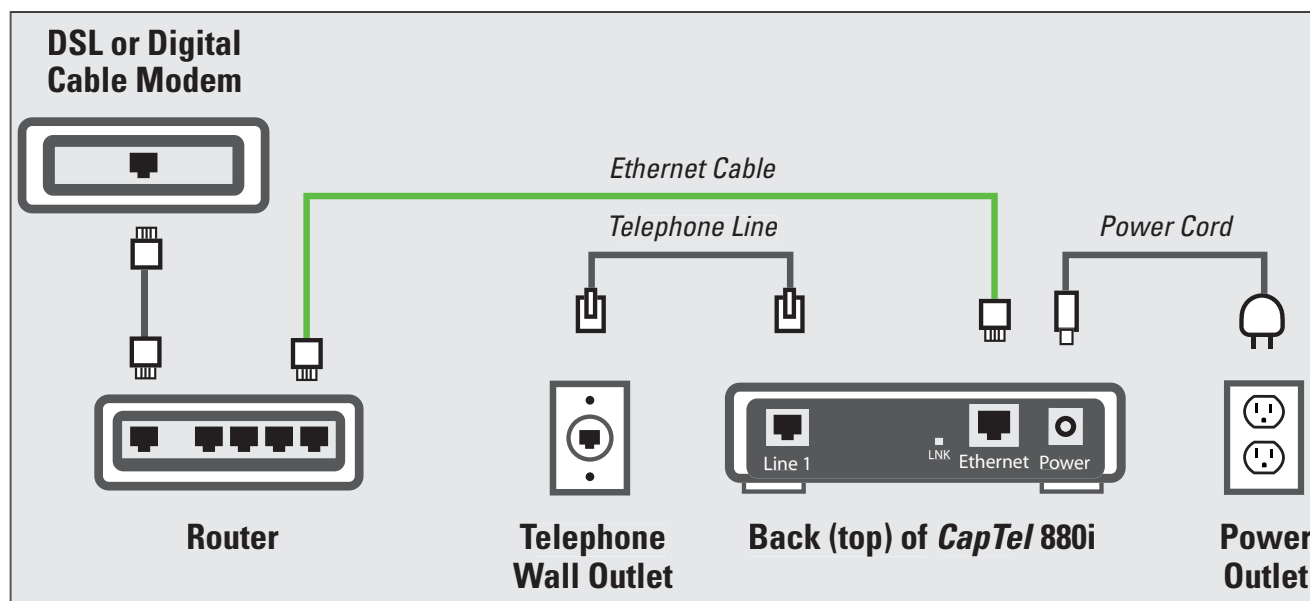 DSL or Digital
Cable Modem
Ethernet Cable
Telephone Line
Power Cord
Line 1
LNK
Ethernet
Power
Router
Telephone
Wall Outlet
Back (top) of CapTel 880i
Power
Outlet